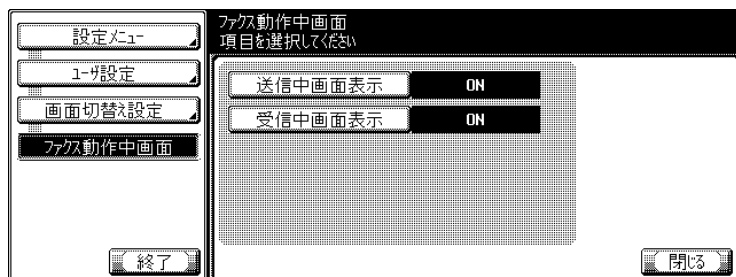 設定ﾒﾆｭｰ
ﾕｰｻﾞ設定
画面切替え設定
ﾌｧｸｽ動作中画面
終了
ﾌｧｸｽ動作中画面
項目を選択してください
送信中画面表示 ON
受信中画面表示 ON
閉じる